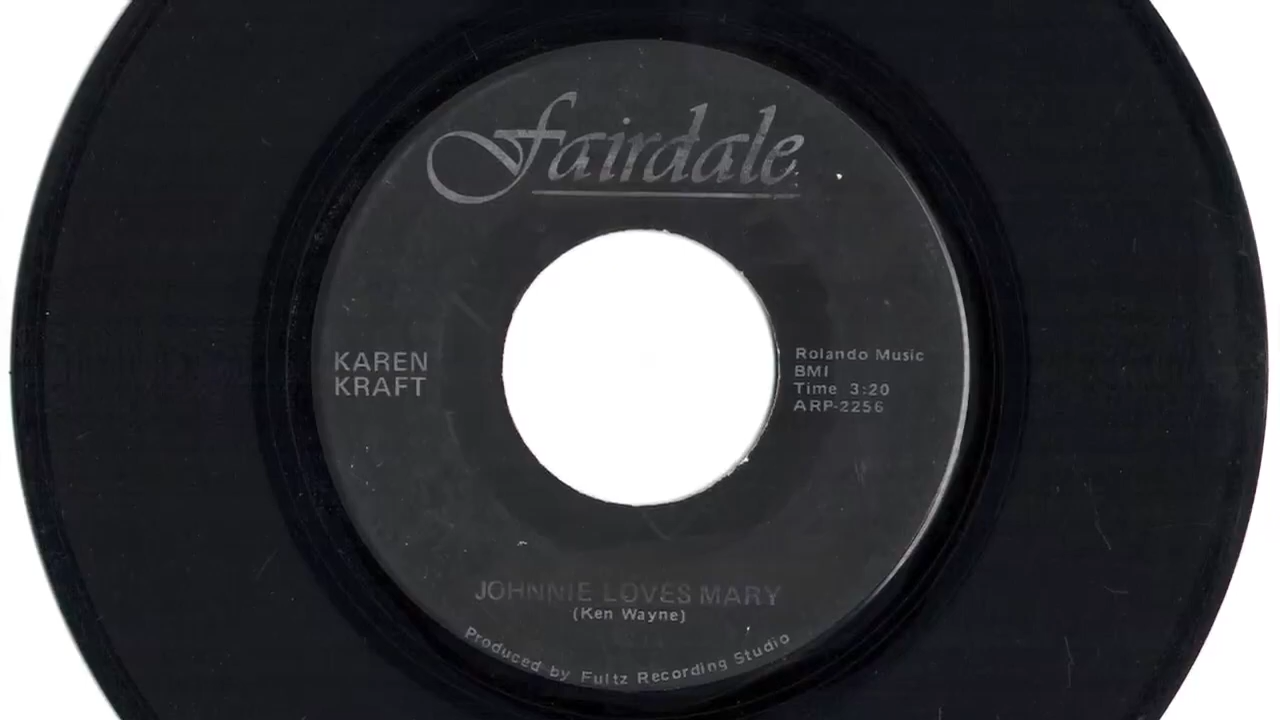 fairdale
KAREN
KRAFT
Rolando Music
BMI
Time 3:20
ARP-2256
JOHNNIE LOVES MARY
(Ken Wayne)
Produced by Fultz Recording Studio